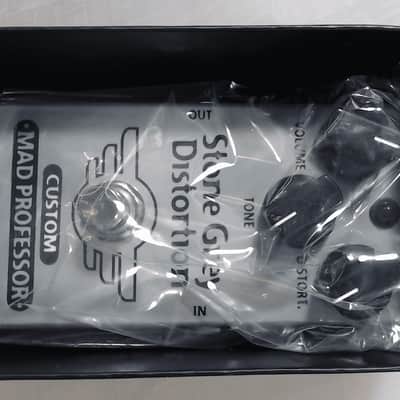 VOLUME
DISTORT.
TONE
OUT
IN
Stone Grey
Distortion
CUSTOM
MAD PROFESSOR